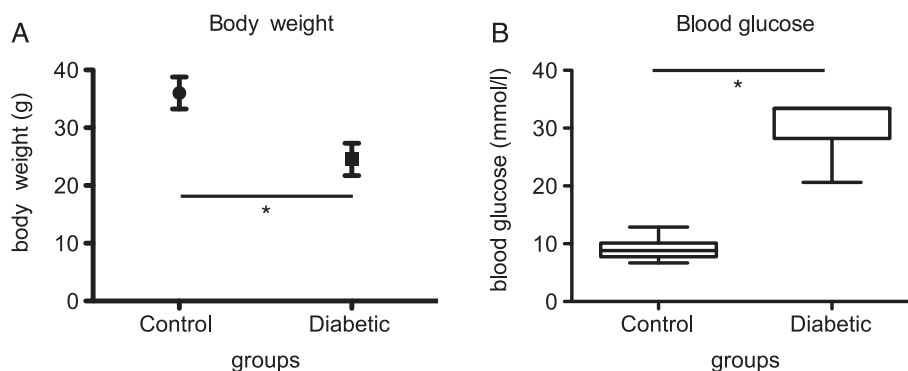 A
Body weight
body weight (g)
40
30
20
10
0
*
Control
Diabetic
groups
B
Blood glucose
blood glucose (mmol/l)
40
30
20
10
0
*
Control
Diabetic
groups